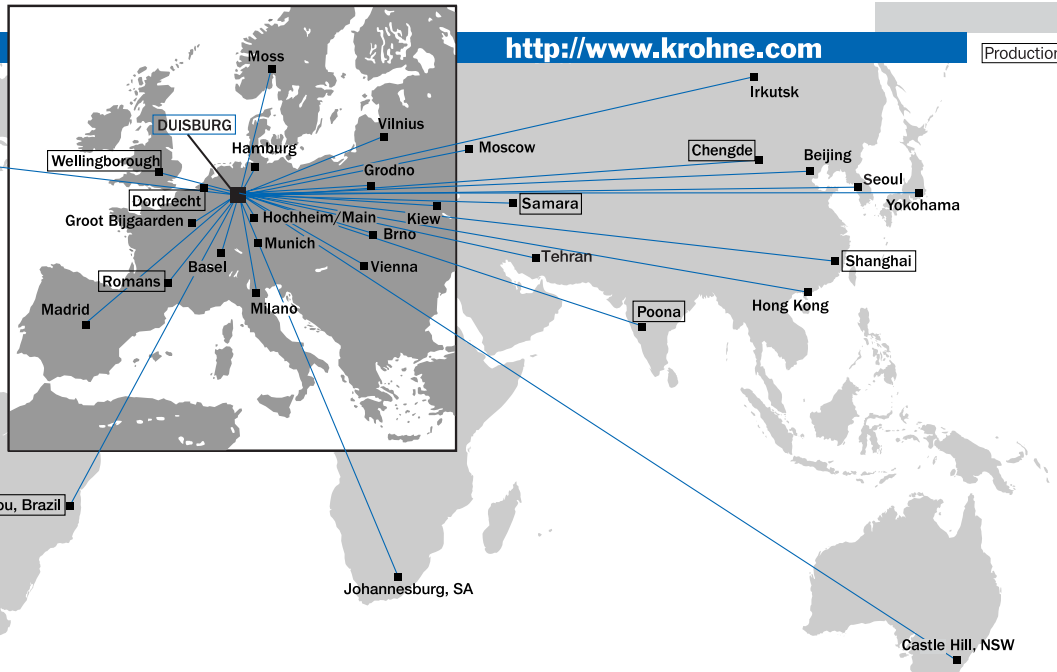 http://www.krohne.com
Production
Moss
Irkutsk
DUISBURG
Vilnius
Hamburg
Moscow
Chengde
Beijing
Wellingborough
Grodno
Seoul
Dordrecht
Samara
Yokohama
Groot Bijgaarden
Hochheim/Main
Kiew
Brno
Munich
Tehran
Shanghai
Basel
Vienna
Romans
Madrid
Milano
Poona
Hong Kong
Brazil
Johannesburg, SA
Castle Hill, NSW